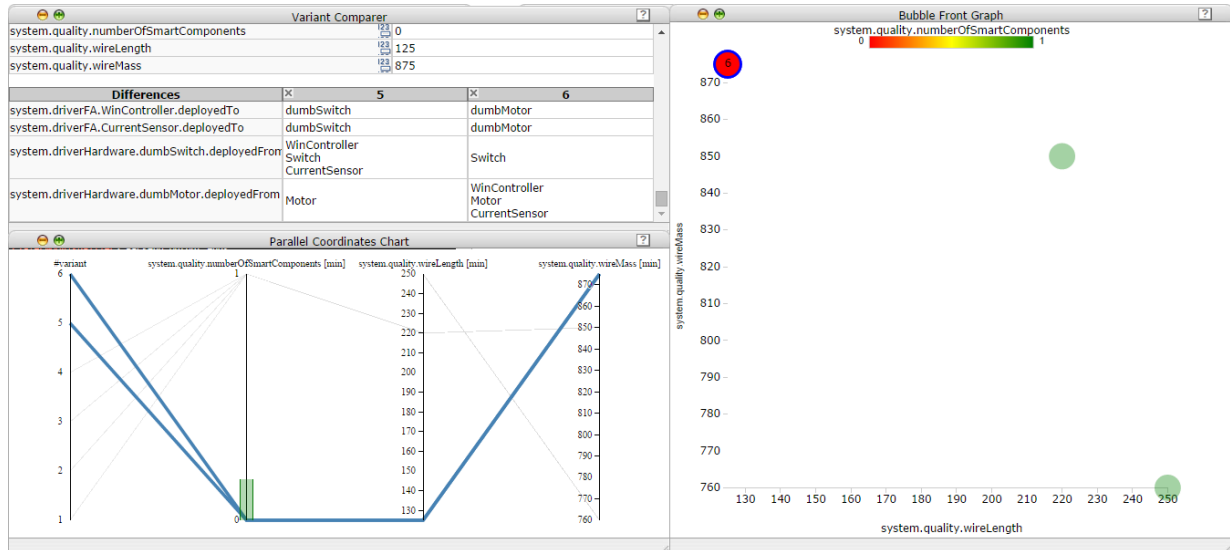 Variant Comparer
?
system.quality.numberOfSmartComponents 123 0
system.quality.wireLength 123 125
system.quality.wireMass 123 875
Differences 5 6
system.driverFA.WinController.deployedTo dumbSwitch dumbMotor
system.driverFA.CurrentSensor.deployedTo dumbSwitch dumbMotor
system.driverHardware.dumbSwitch.deployedFrom
WinController
Switch
CurrentSensor
Switch
system.driverHardware.dumbMotor.deployedFrom
Motor
WinController
Motor
CurrentSensor
Parallel Coordinates Chart
?
#variant
6
5
4
3
2
1
system.quality.numberOfSmartComponents [min]
1
0
system.quality.wireLength [min]
250
240
230
220
210
200
190
180
170
160
150
140
130
system.quality.wireMass [min]
870
860
850
840
830
820
810
800
790
780
770
760
Bubble Front Graph
?
system.quality.numberOfSmartComponents
0 1
6
870
860
850
840
830
820
810
800
790
780
770
760
system.quality.wireMass
130 140 150 160 170 180 190 200 210 220 230 240 250
system.quality.wireLength